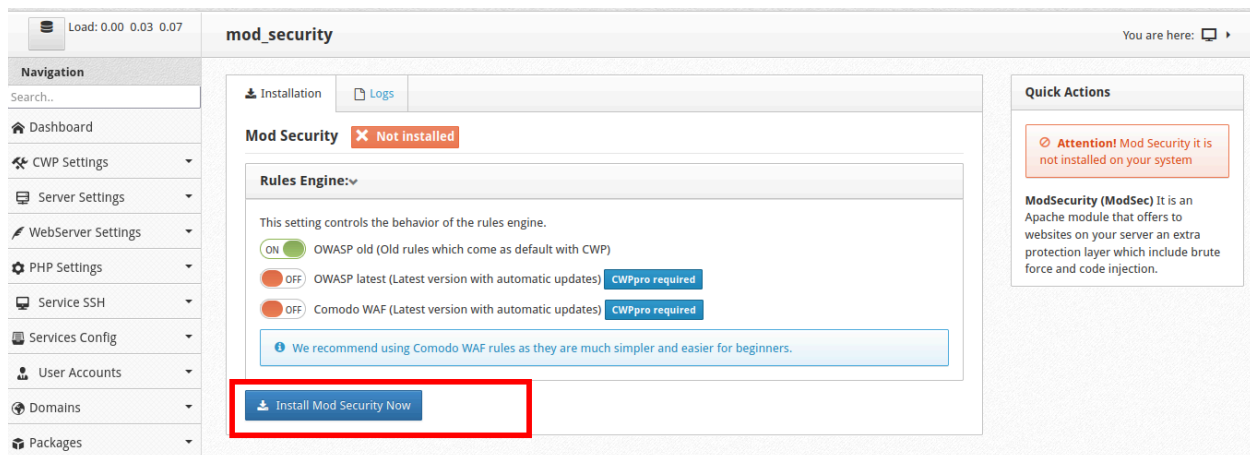 Load: 0.00 0.03 0.07
mod_security
You are here:
Navigation
Search..
Dashboard
CWP Settings
Server Settings
WebServer Settings
PHP Settings
Service SSH
Services Config
User Accounts
Domains
Packages
Installation
Logs
Mod Security
Not installed
Rules Engine:
This setting controls the behavior of the rules engine.
ON OWASP old (Old rules which come as default with CWP)
OFF OWASP latest (Latest version with automatic updates) CWPpro required
OFF Comodo WAF (Latest version with automatic updates) CWPpro required
We recommend using Comodo WAF rules as they are much simpler and easier for beginners.
Install Mod Security Now
Quick Actions
Attention! Mod Security it is
not installed on your system
ModSecurity (ModSec) It is an
Apache module that offers to
websites on your server an extra
protection layer which include brute
force and code injection.